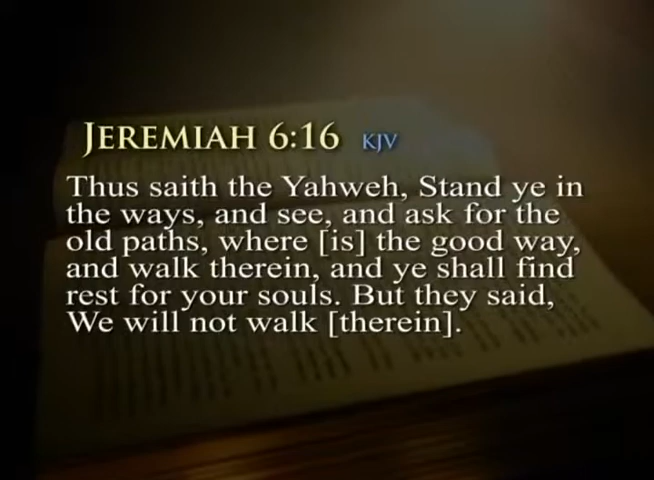 JEREMIAH 6:16 KJV
Thus saith the Yahweh, Stand ye in
the ways, and see, and ask for the
old paths, where [is] the good way,
and walk therein, and ye shall find
rest for your souls. But they said,
We will not walk [therein].